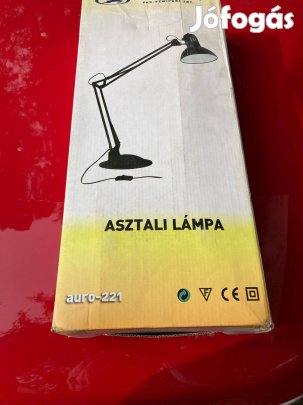 Jófogás
ASZTALI LÁMPA
auro-221
F
CE